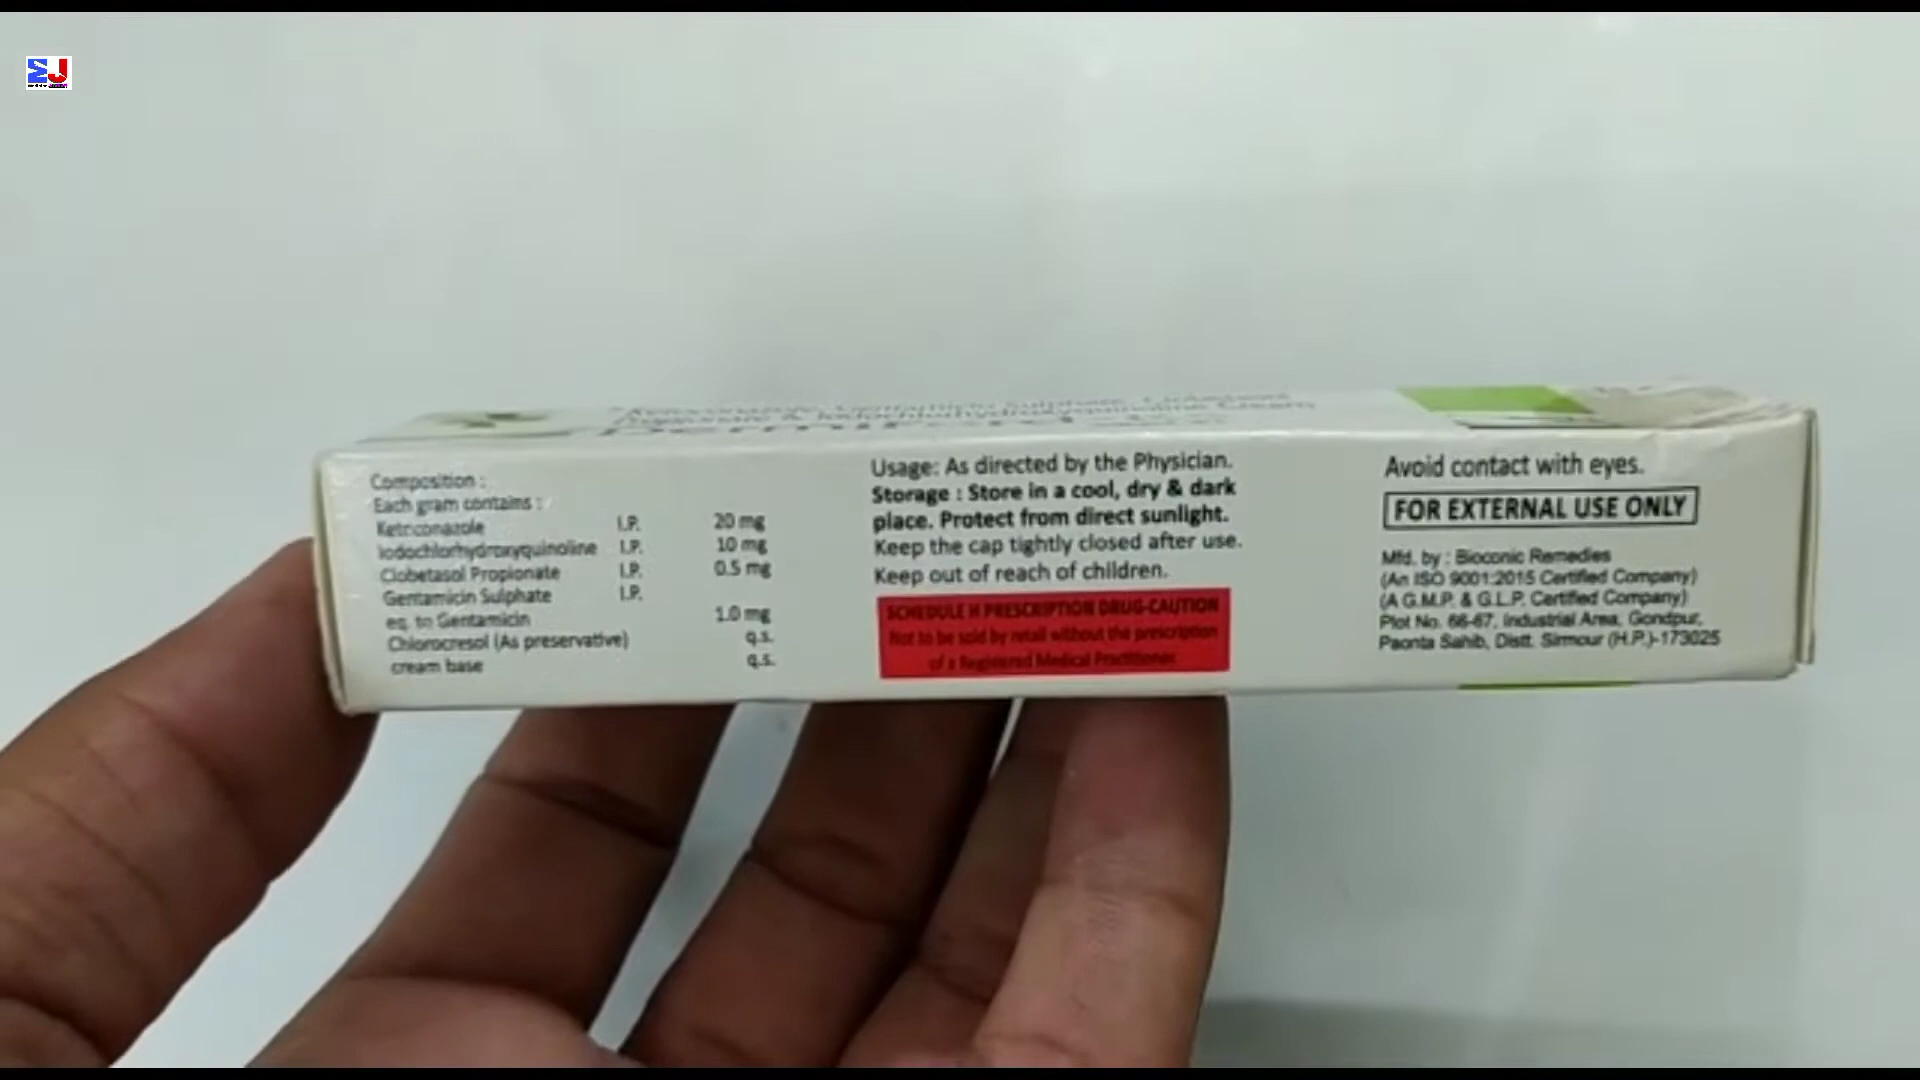 Composition :
Each gram contains :
Ketoconazole I.P. 20 mg
Iodochlorhydroxyquinoline I.P. 10 mg
Clobetasol Propionate I.P. 0.5 mg
Gentamicin Sulphate I.P.
eq. to Gentamicin 1.0 mg
Chlorocresol (As preservative) q.s.
cream base q.s.
Usage: As directed by the Physician.
Storage : Store in a cool, dry & dark
place. Protect from direct sunlight.
Keep the cap tightly closed after use.
Keep out of reach of children.
SCHEDULE H PRESCRIPTION DRUG-CAUTION
Not to be sold by retail without the prescription
of a Registered Medical Practitioner.
Avoid contact with eyes.
FOR EXTERNAL USE ONLY
Mfd. by : Bioconic Remedies
(An ISO 9001:2015 Certified Company)
(A G.M.P. & G.L.P. Certified Company)
Plot No. 66-67, Industrial Area, Gondpur,
Paonta Sahib, Distt. Sirmour (H.P.)-173025